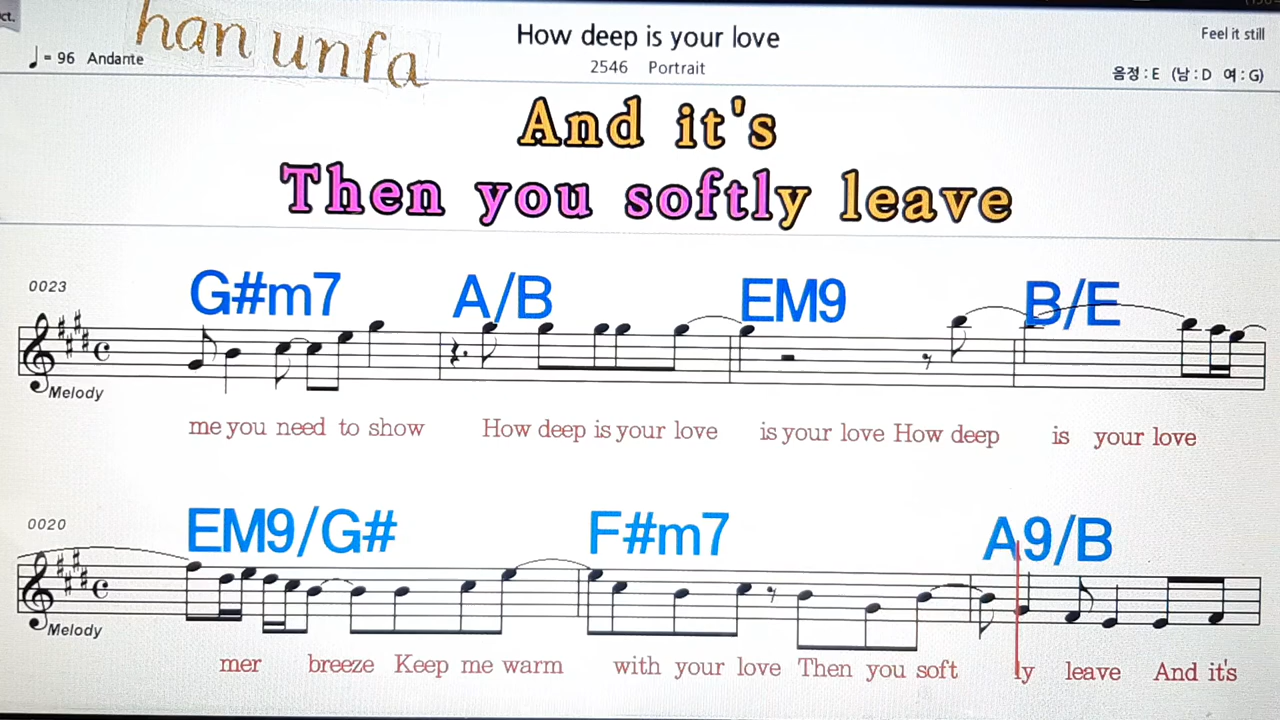 ct.
han unfa
How deep is your love
Feel it still
♩ = 96 Andante
2546 Portrait
음정 : E (남 : D 여 : G)
And it's
Then you softly leave
0023
G#m7 A/B EM9 B/E
Melody
me you need to show How deep is your love is your love How deep is your love
0020
EM9/G# F#m7 A9/B
Melody
mer breeze Keep me warm with your love Then you soft ly leave And it's